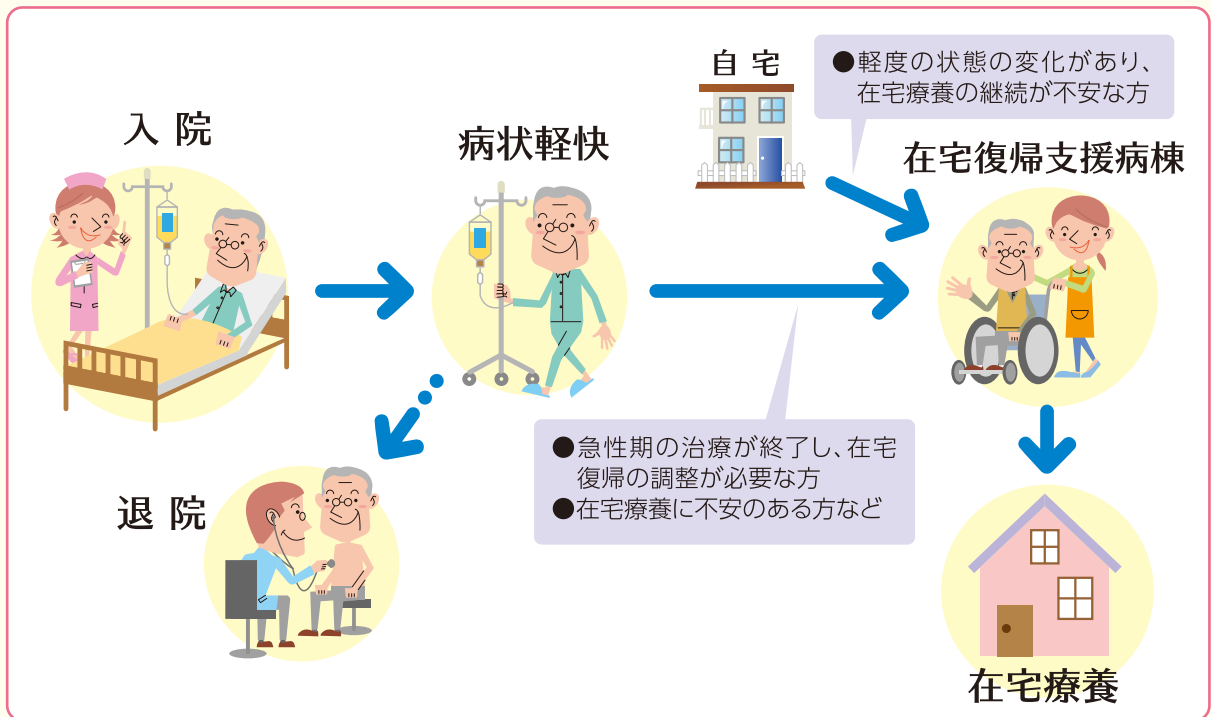 入院
病状軽快
自宅
●軽度の状態の変化があり、
在宅療養の継続が不安な方
在宅復帰支援病棟
●急性期の治療が終了し、在宅
復帰の調整が必要な方
●在宅療養に不安のある方など
退院
在宅療養